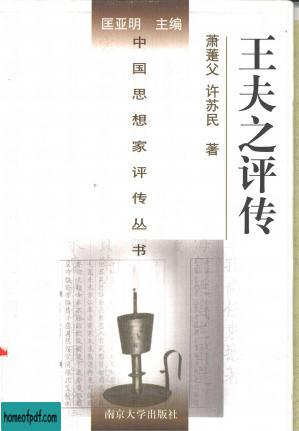 匡亚明 主编
王夫之评传
萧萐父 许苏民 著
中国思想家评传丛书
南京大学出版社
homeofpdf.com